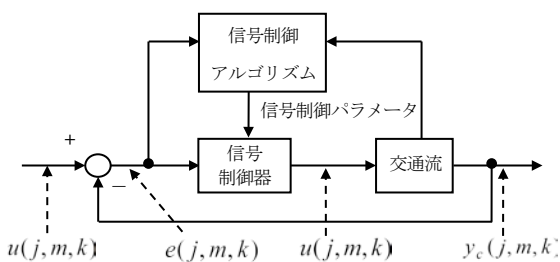 信号制御
アルゴリズム
信号制御パラメータ
+
信号
制御器
交通流
−
u(j,m,k)
e(j,m,k)
u(j,m,k)
y_c(j,m,k)